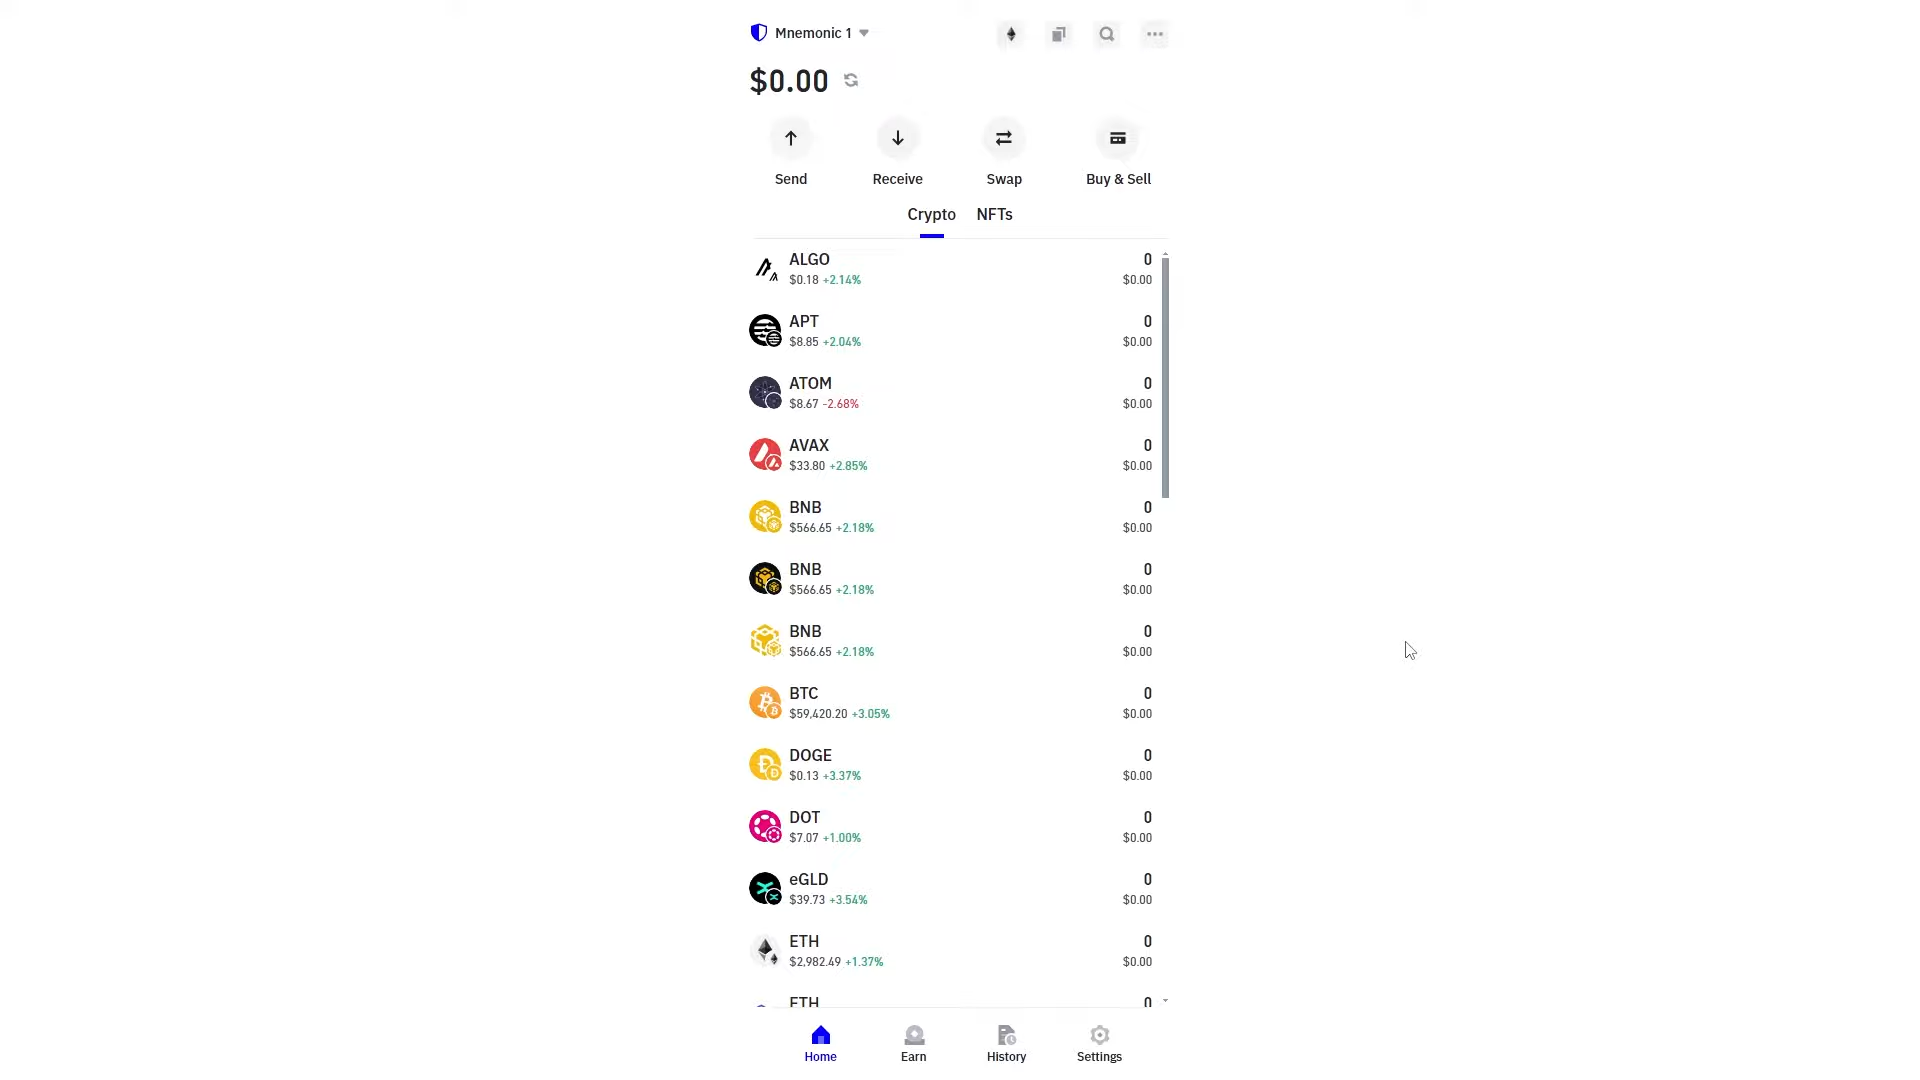 Mnemonic 1
$0.00
Send Receive Swap Buy & Sell
Crypto NFTs
ALGO 0
$0.18 +2.14% $0.00
APT 0
$8.85 +2.04% $0.00
ATOM 0
$8.67 -2.68% $0.00
AVAX 0
$33.80 +2.85% $0.00
BNB 0
$566.65 +2.18% $0.00
BNB 0
$566.65 +2.18% $0.00
BNB 0
$566.65 +2.18% $0.00
BTC 0
$59,420.20 +3.05% $0.00
DOGE 0
$0.13 +3.37% $0.00
DOT 0
$7.07 +1.00% $0.00
eGLD 0
$39.73 +3.54% $0.00
ETH 0
$2,982.49 +1.37% $0.00
ETH 0
Home Earn History Settings